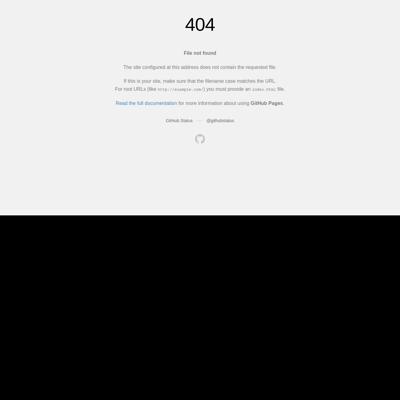 404
File not found
The site configured at this address does not contain the requested file.
If this is your site, make sure that the filename case matches the URL.
For root URLs (like http://example.com/) you must provide an index.html file.
Read the full documentation for more information about using GitHub Pages.
GitHub Status — @githubstatus